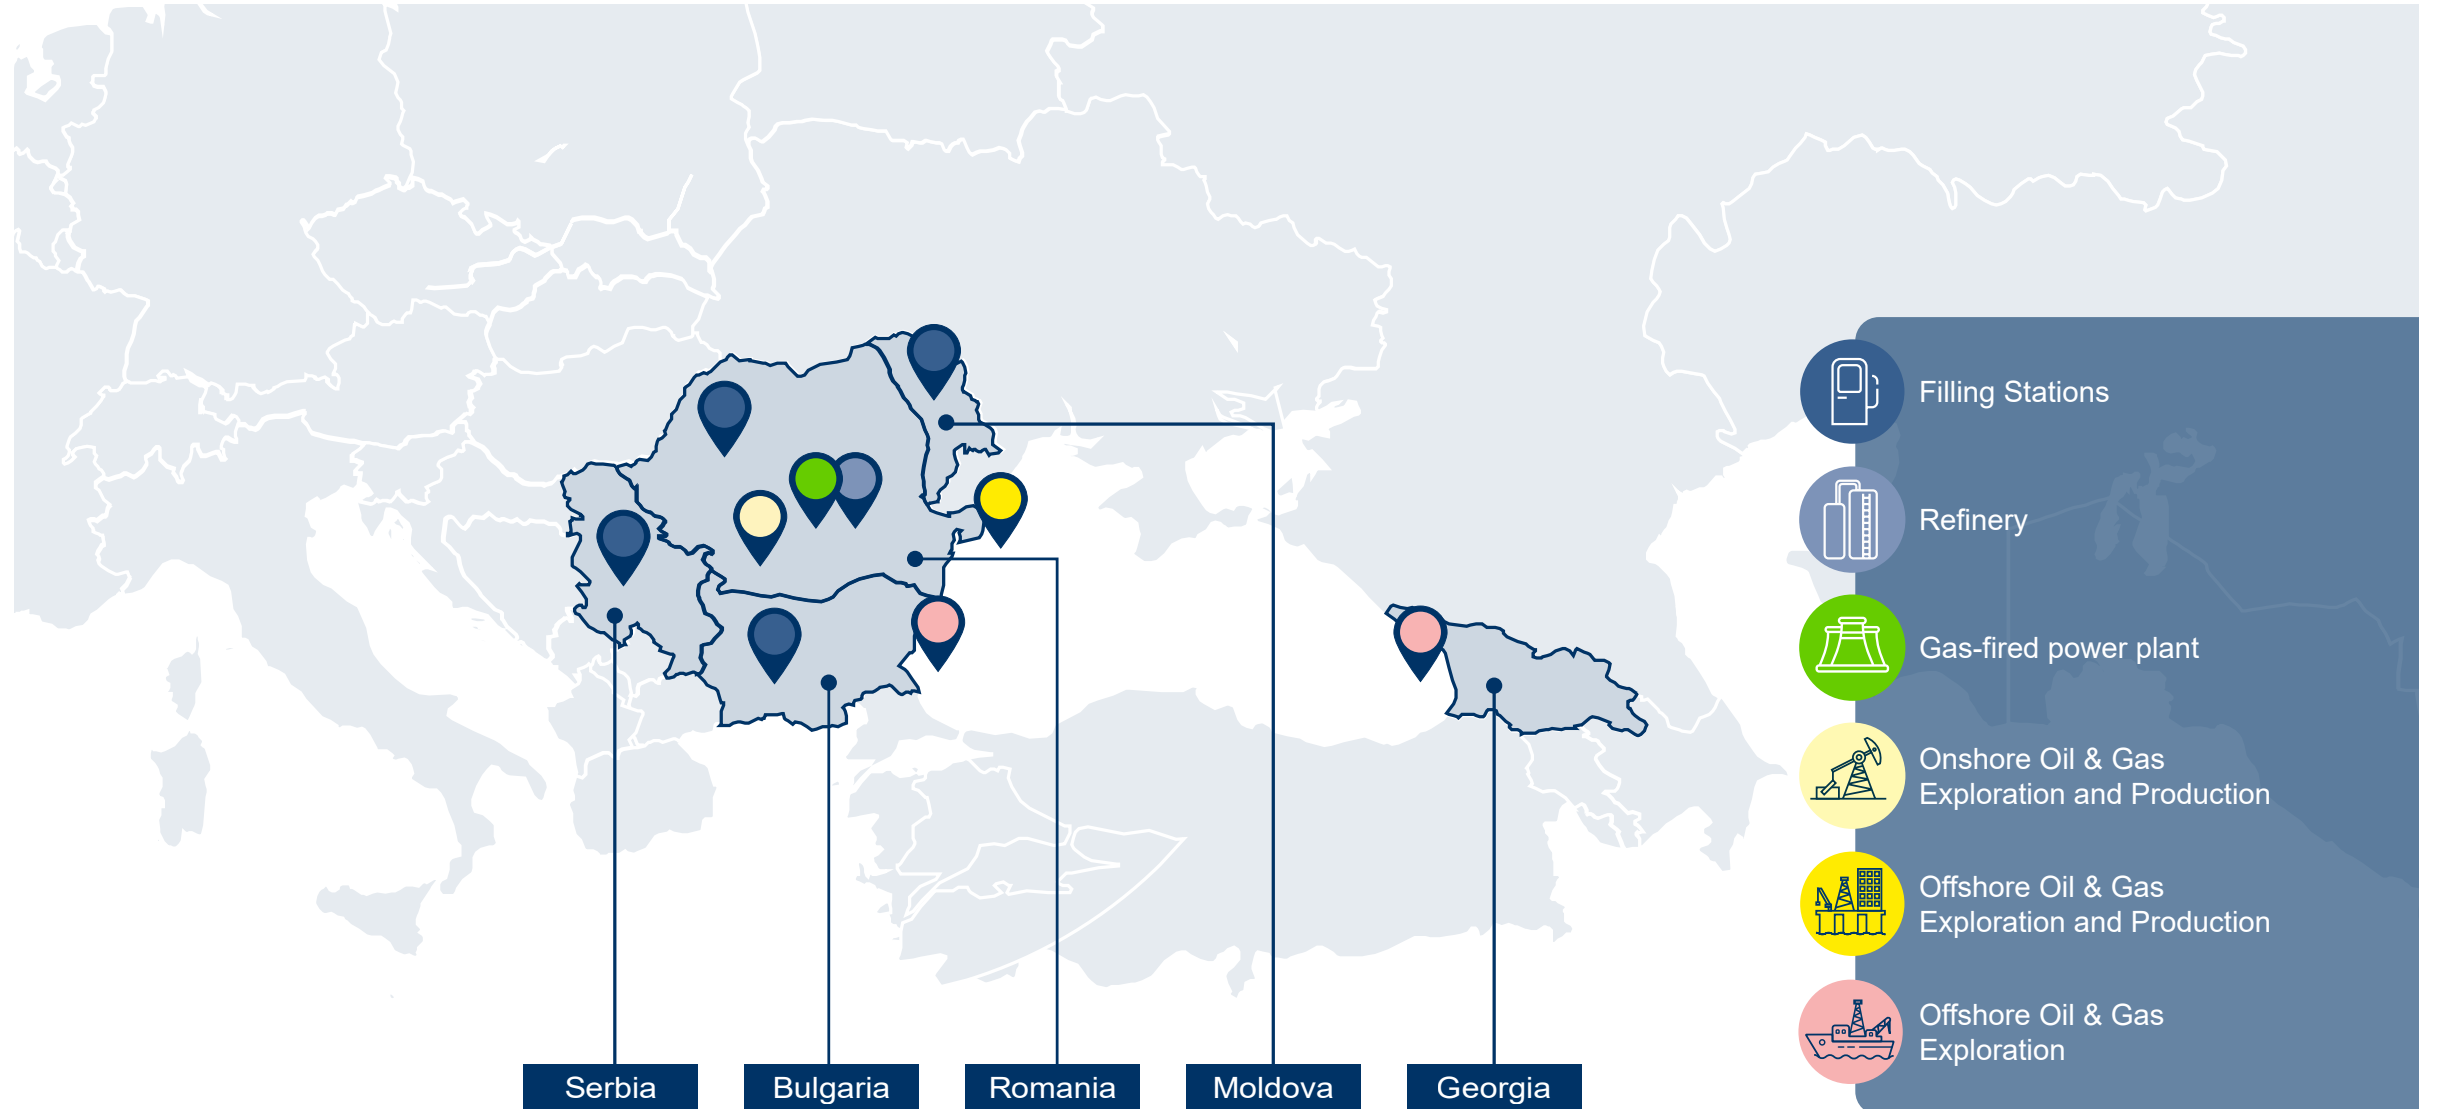 Filling Stations
Refinery
Gas-fired power plant
Onshore Oil & Gas
Exploration and Production
Offshore Oil & Gas
Exploration and Production
Offshore Oil & Gas
Exploration
Serbia
Bulgaria
Romania
Moldova
Georgia